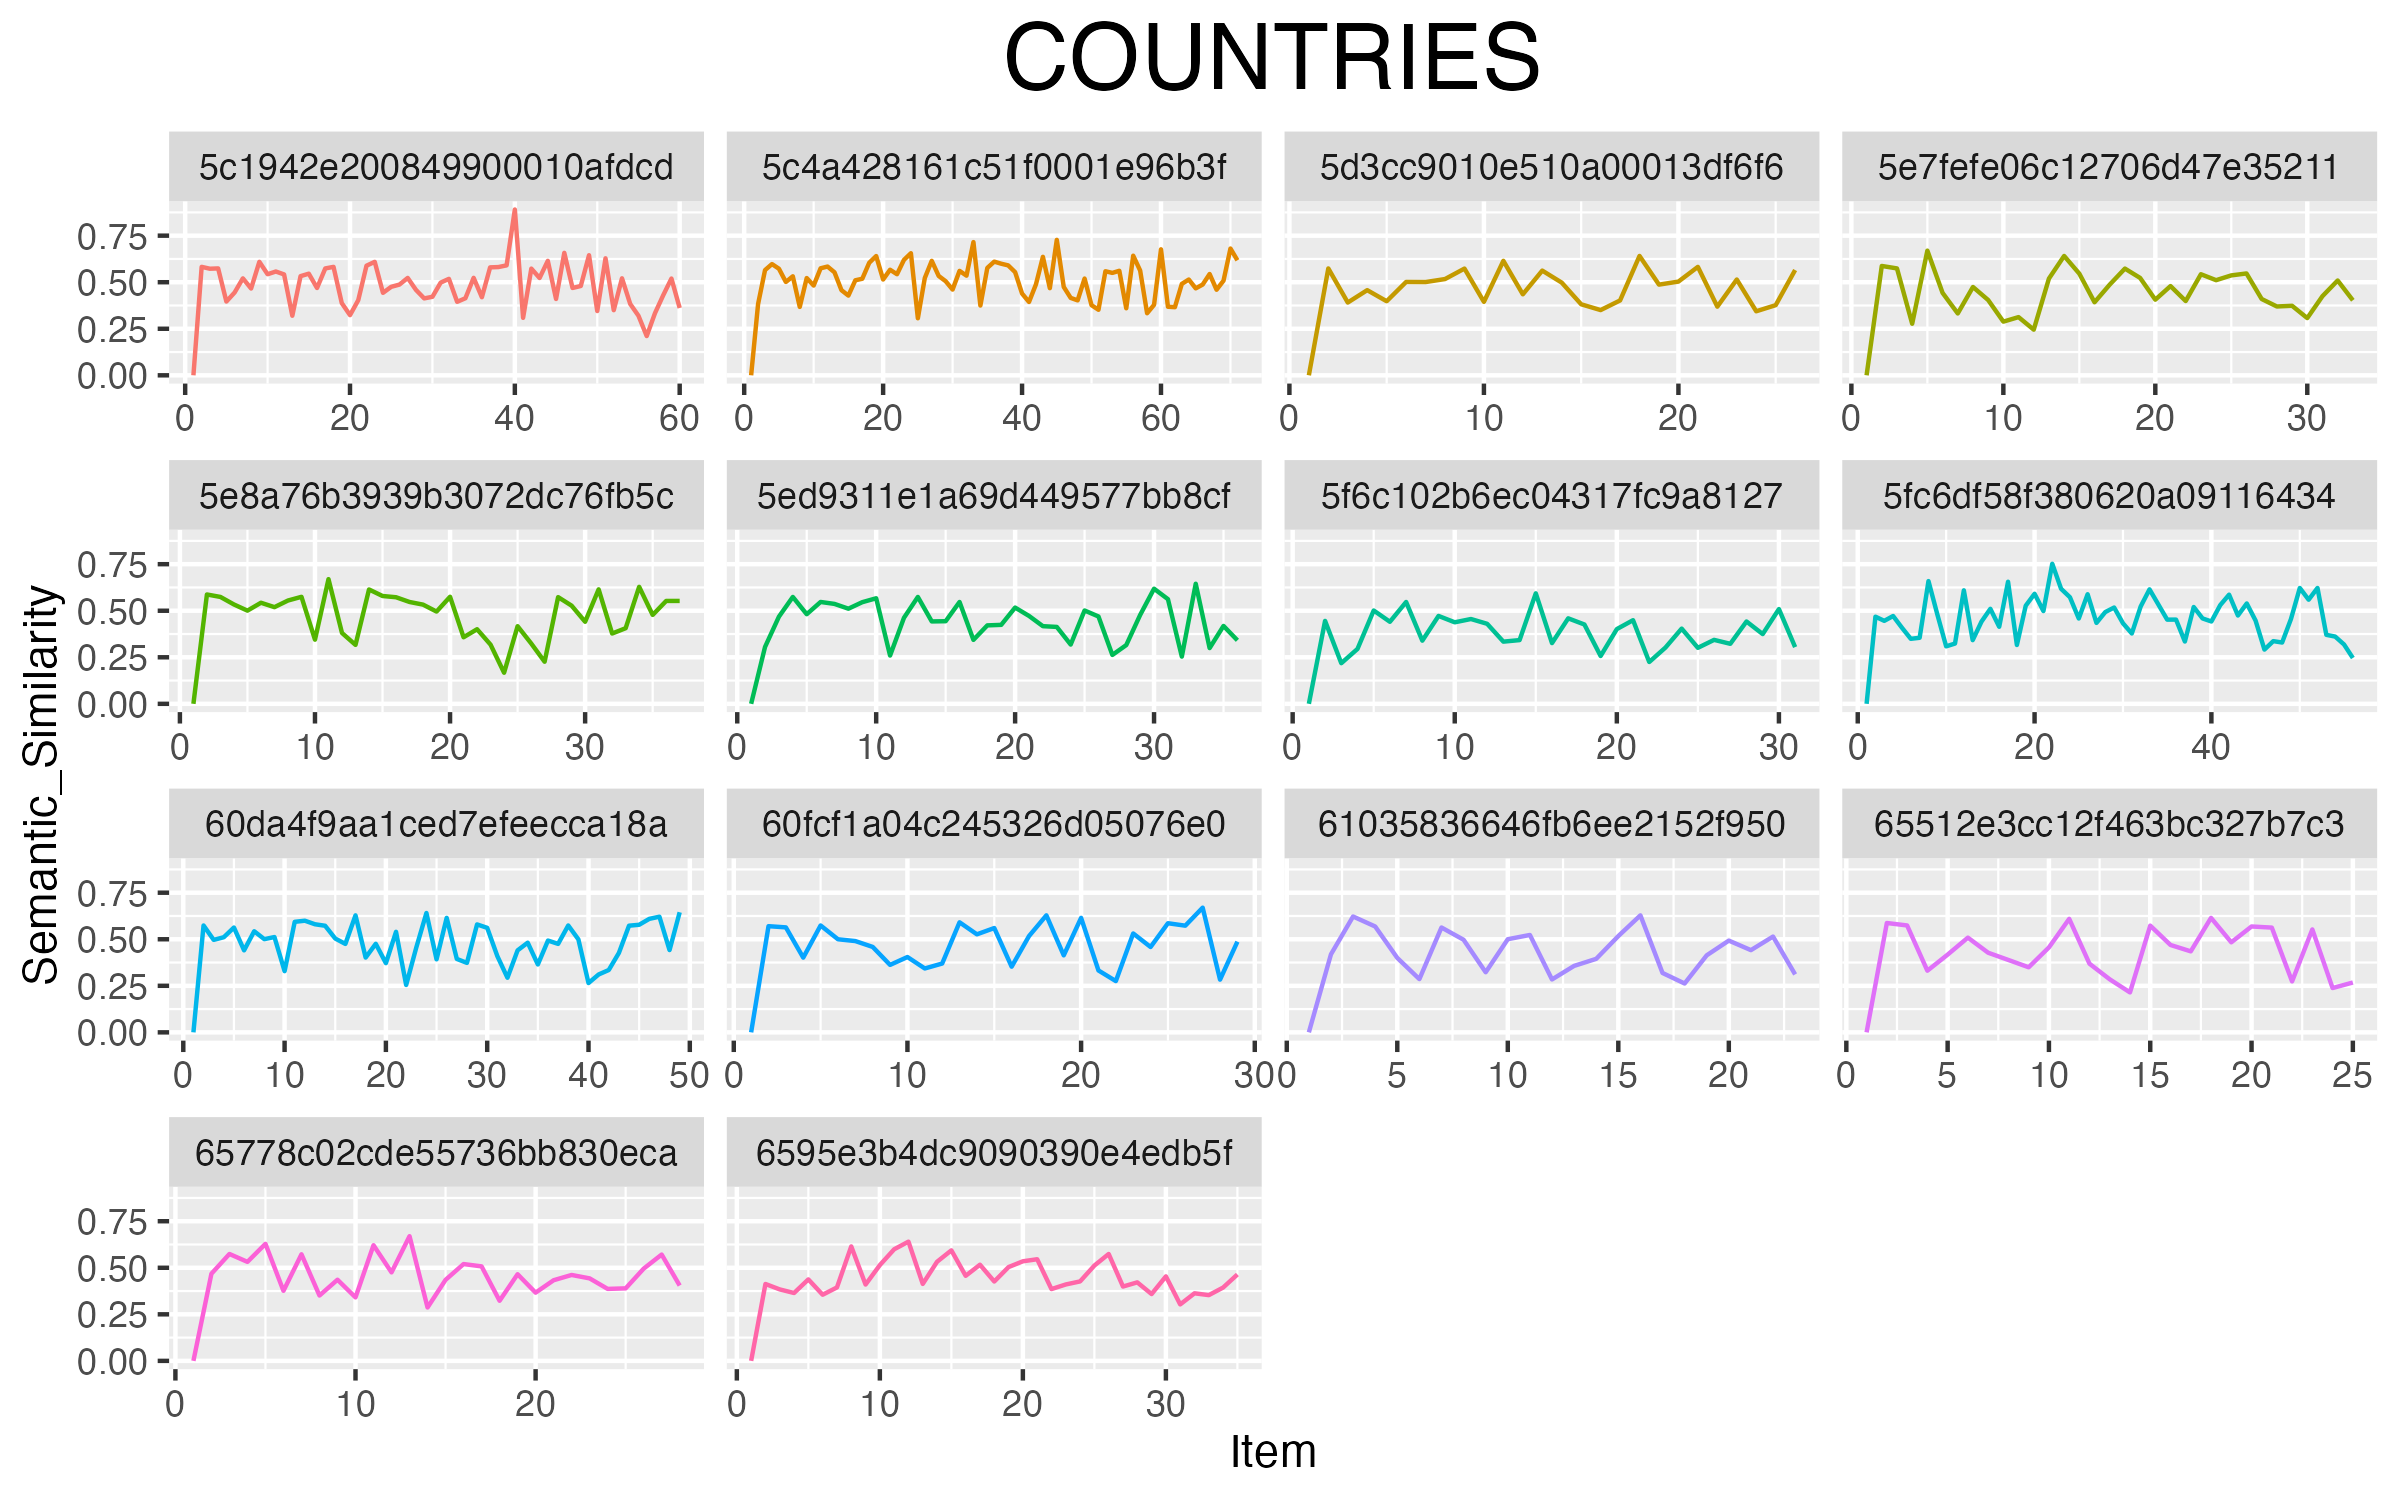 COUNTRIES
5c1942e200849900010afdcd 5c4a428161c51f0001e96b3f 5d3cc9010e510a00013df6f6 5e7fefe06c12706d47e35211
0.75
0.50
0.25
0.00
0 20 40 60 0 20 40 60 0 10 20 0 10 20 30
5e8a76b3939b3072dc76fb5c 5ed9311e1a69d449577bb8cf 5f6c102b6ec04317fc9a8127 5fc6df58f380620a09116434
0.75
0.50
0.25
0.00
0 10 20 30 0 10 20 30 0 10 20 30 0 20 40
Semantic_Similarity
60da4f9aa1ced7efeecca18a 60fcf1a04c245326d05076e0 61035836646fb6ee2152f950 65512e3cc12f463bc327b7c3
0.75
0.50
0.25
0.00
0 10 20 30 40 50 0 10 20 30 0 5 10 15 20 0 5 10 15 20 25
65778c02cde55736bb830eca 6595e3b4dc9090390e4edb5f
0.75
0.50
0.25
0.00
0 10 20 0 10 20 30
Item